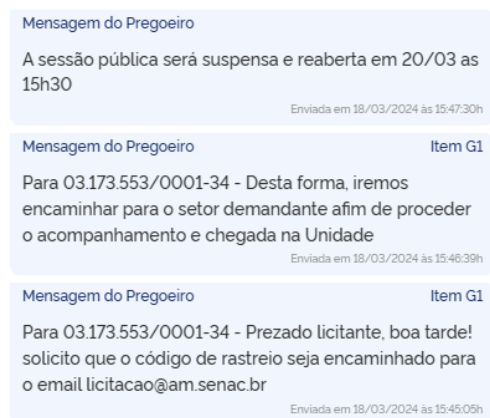 Mensagem do Pregoeiro
A sessão pública será suspensa e reaberta em 20/03 as
15h30
Enviada em 18/03/2024 às 15:47:30h
Mensagem do Pregoeiro Item G1
Para 03.173.553/0001-34 - Desta forma, iremos
encaminhar para o setor demandante afim de proceder
o acompanhamento e chegada na Unidade
Enviada em 18/03/2024 às 15:46:39h
Mensagem do Pregoeiro Item G1
Para 03.173.553/0001-34 - Prezado licitante, boa tarde!
solicito que o código de rastreio seja encaminhado para
o email licitacao@am.senac.br
Enviada em 18/03/2024 às 15:45:05h